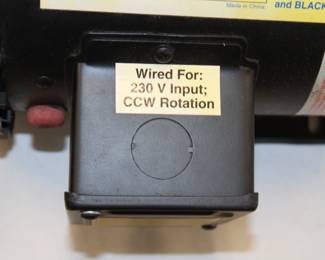 Made in China
and BLACK
Wired For:
230 V Input;
CCW Rotation